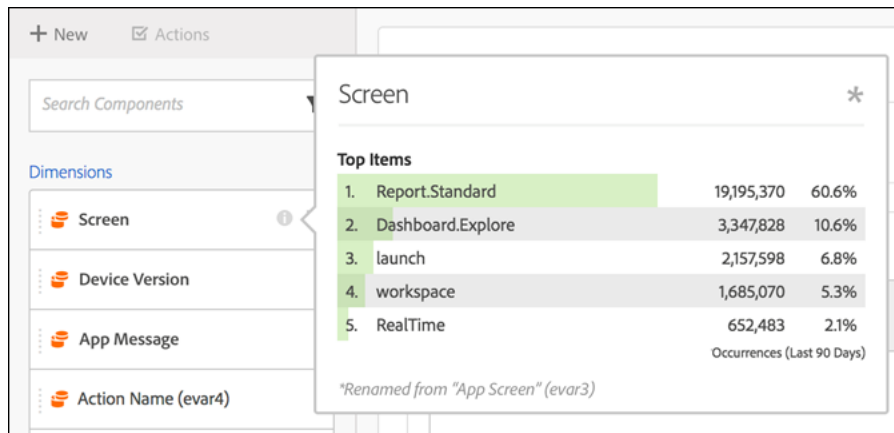 + New Actions
Search Components
Dimensions
Screen
Device Version
App Message
Action Name (evar4)
Screen *
Top Items
1. Report.Standard 19,195,370 60.6%
2. Dashboard.Explore 3,347,828 10.6%
3. launch 2,157,598 6.8%
4. workspace 1,685,070 5.3%
5. RealTime 652,483 2.1%
Occurrences (Last 90 Days)
*Renamed from “App Screen” (evar3)